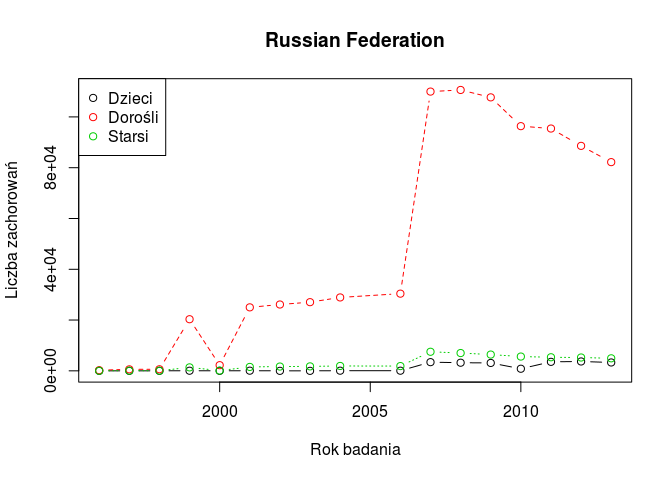 Russian Federation
Dzieci
Dorośli
Starsi
Liczba zachorowań
0e+00
4e+04
8e+04
2000
2005
2010
Rok badania